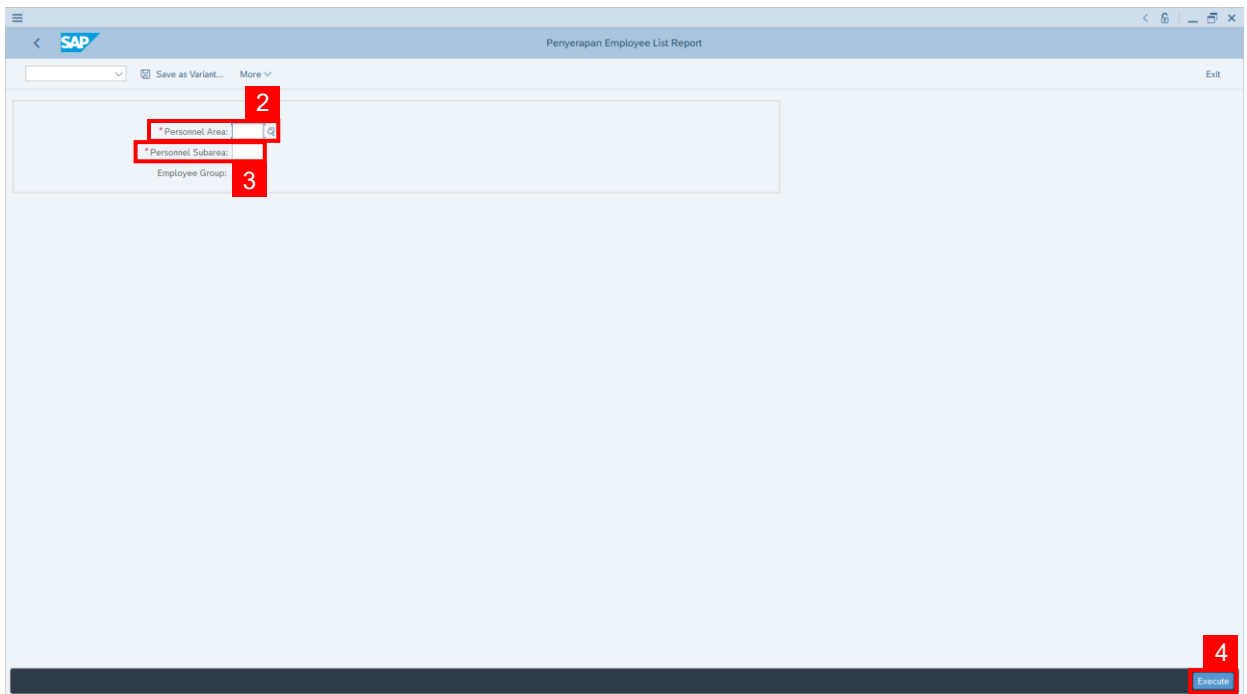 SAP
Penyerapan Employee List Report
Save as Variant... More
Exit
2
*Personnel Area:
*Personnel Subarea:
Employee Group:
3
4
Execute